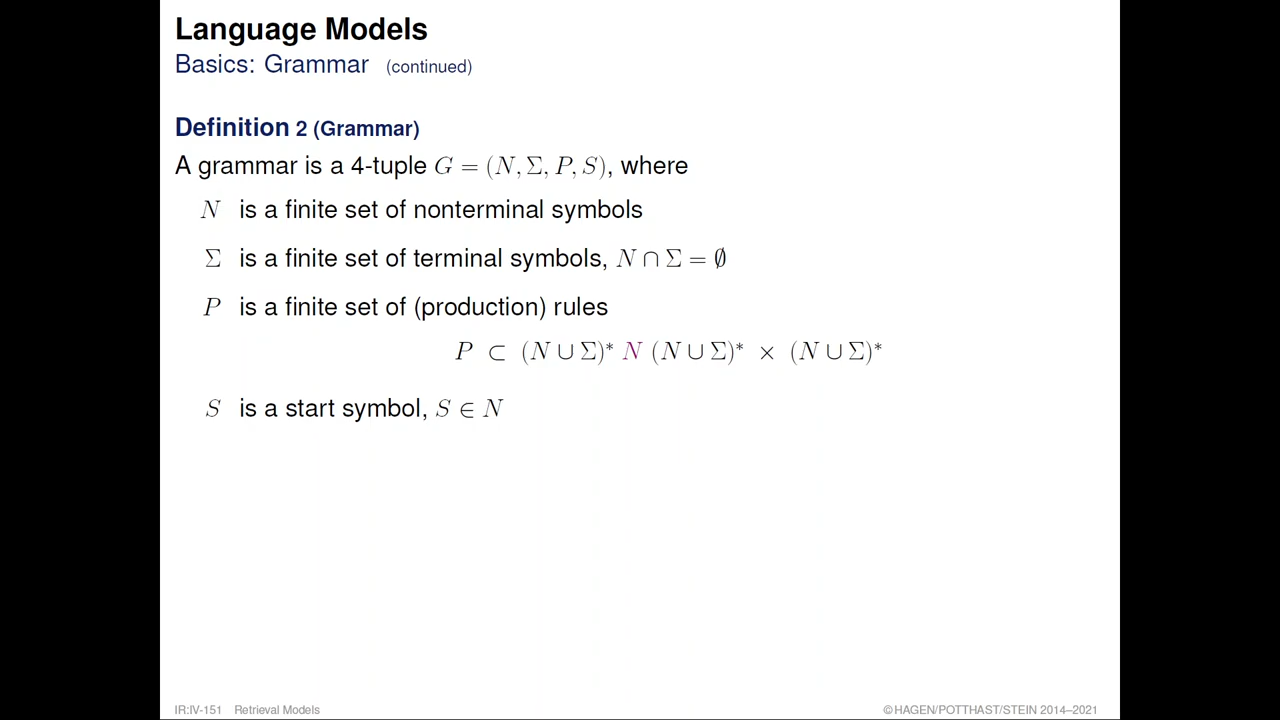 Language Models
Basics: Grammar (continued)
Definition 2 (Grammar)
A grammar is a 4-tuple G = (N, Σ, P, S), where
N is a finite set of nonterminal symbols
Σ is a finite set of terminal symbols, N ∩ Σ = ∅
P is a finite set of (production) rules
P ⊂ (N ∪ Σ)* N (N ∪ Σ)* × (N ∪ Σ)*
S is a start symbol, S ∈ N
IR:IV-151 Retrieval Models
© HAGEN/POTTHAST/STEIN 2014–2021